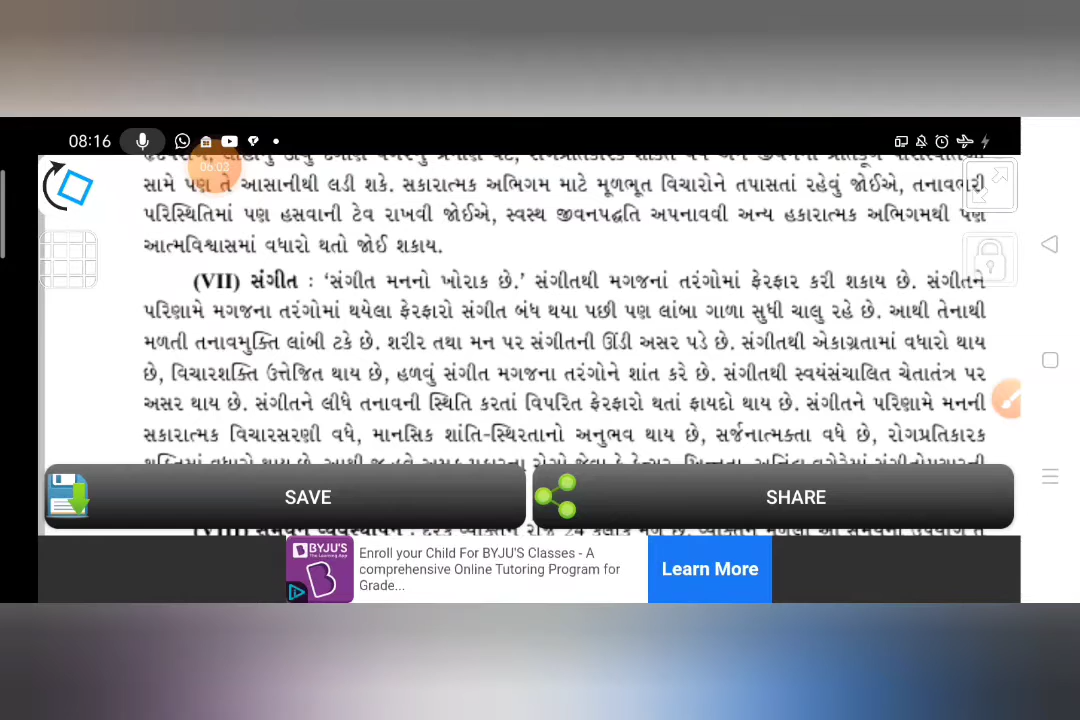 08:16
00:03
સામે પણ તે આસાનીથી લડી શકે. સકારાત્મક અભિગમ માટે મૂળભૂત વિચારોને તપાસતાં રહેવું જોઈએ, તનાવભરી
પરિસ્થિતિમાં પણ હસવાની ટેવ રાખવી જોઈએ, સ્વસ્થ જીવનપદ્ધતિ અપનાવવી અન્ય હકારાત્મક અભિગમથી પણ
આત્મવિશ્વાસમાં વધારો થતો જોઈ શકાય.
(VII) સંગીત : ‘સંગીત મનનો ખોરાક છે.’ સંગીતથી મગજનાં તરંગોમાં ફેરફાર કરી શકાય છે. સંગીતને
પરિણામે મગજના તરંગોમાં થયેલા ફેરફારો સંગીત બંધ થયા પછી પણ લાંબા ગાળા સુધી ચાલુ રહે છે. આથી તેનાથી
મળતી તનાવમુક્તિ લાંબી ટકે છે. શરીર તથા મન પર સંગીતની ઊંડી અસર પડે છે. સંગીતથી એકાગ્રતામાં વધારો થાય
છે, વિચારશક્તિ ઉત્તેજિત થાય છે, હળવું સંગીત મગજના તરંગોને શાંત કરે છે. સંગીતથી સ્વયંસંચાલિત ચેતાતંત્ર પર
અસર થાય છે. સંગીતને લીધે તનાવની સ્થિતિ કરતાં વિપરિત ફેરફારો થતાં ફાયદો થાય છે. સંગીતને પરિણામે મનની
સકારાત્મક વિચારસરણી વધે, માનસિક શાંતિ-સ્થિરતાનો અનુભવ થાય છે, સર્જનાત્મક્તા વધે છે, રોગપ્રતિકારક
SAVE
SHARE
BYJU'S
The Learning App
Enroll your Child For BYJU'S Classes - A
comprehensive Online Tutoring Program for
Grade...
Learn More